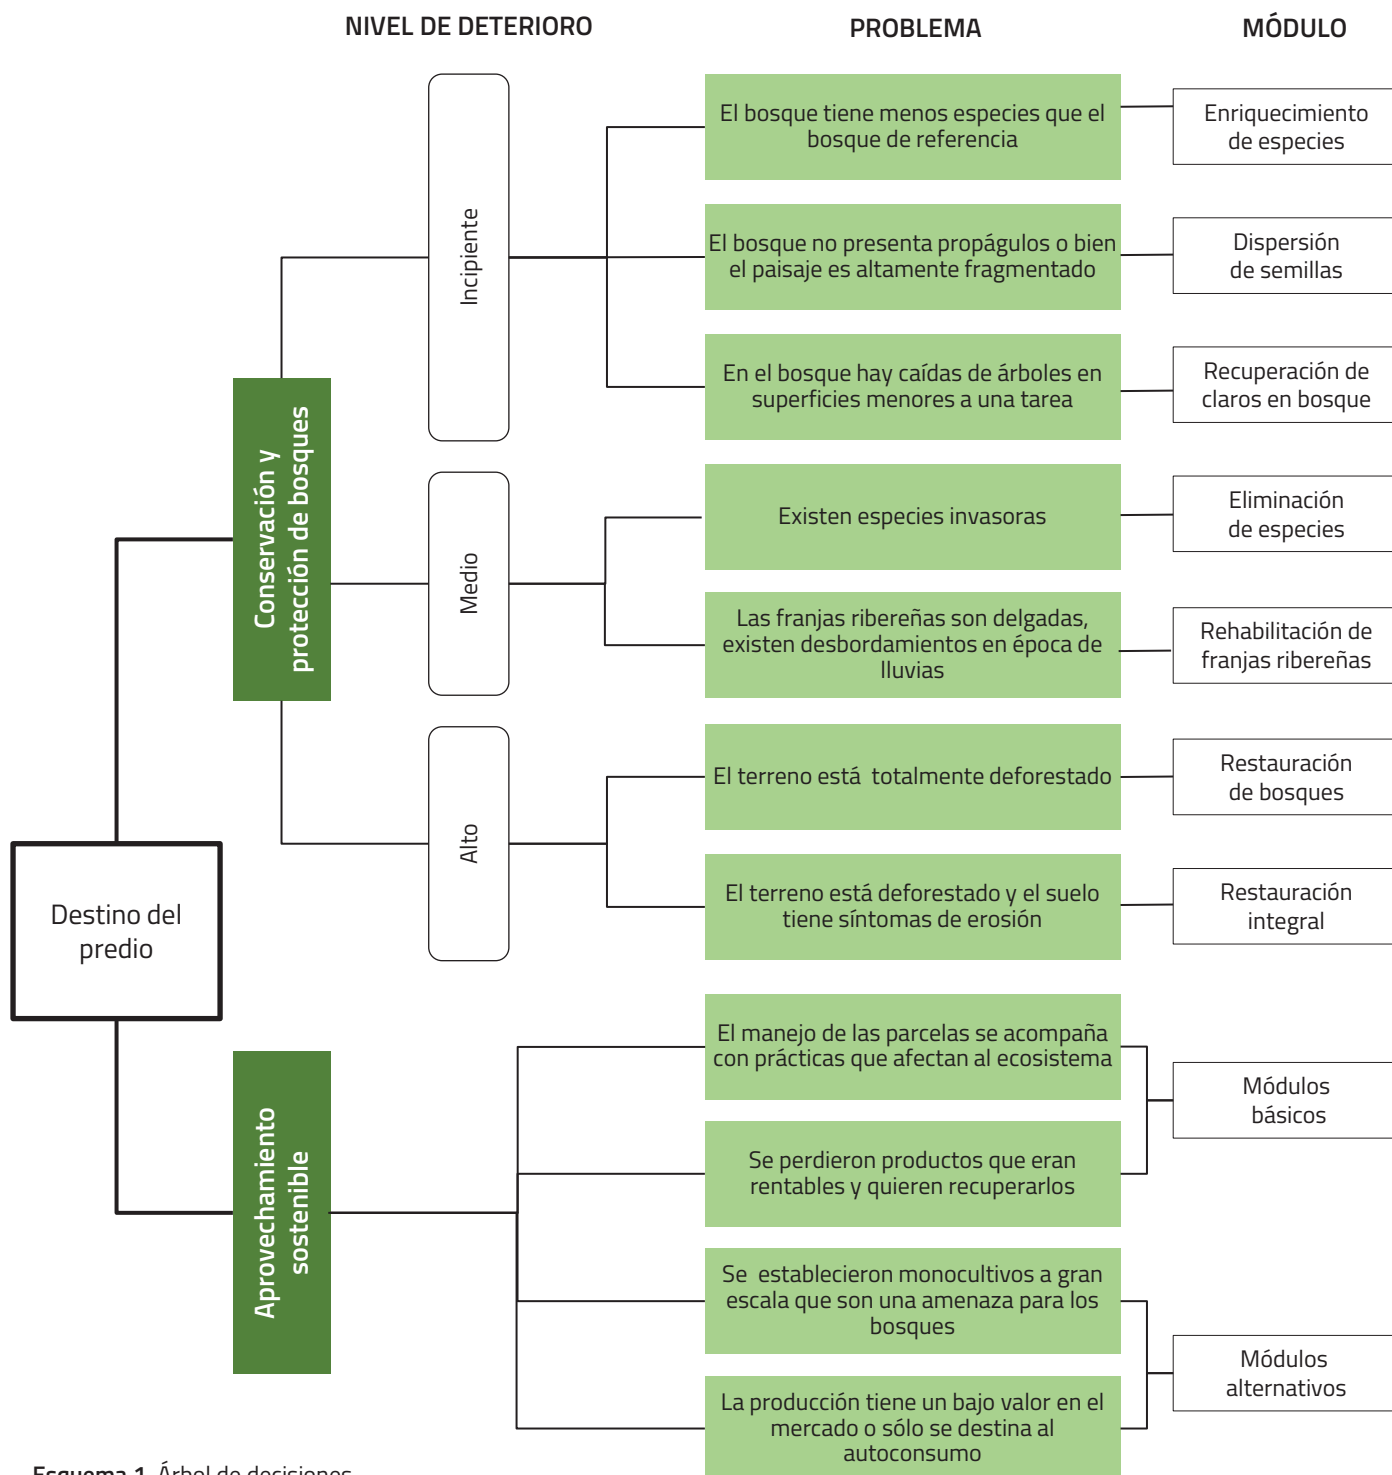 NIVEL DE DETERIORO
PROBLEMA
MÓDULO
Destino del
predio
Conservación y
protección de bosques
Incipiente
El bosque tiene menos especies que el
bosque de referencia
Enriquecimiento
de especies
El bosque no presenta propágulos o bien
el paisaje es altamente fragmentado
Dispersión
de semillas
En el bosque hay caídas de árboles en
superficies menores a una tarea
Recuperación de
claros en bosque
Medio
Existen especies invasoras
Eliminación
de especies
Las franjas ribereñas son delgadas,
existen desbordamientos en época de
lluvias
Rehabilitación de
franjas ribereñas
Alto
El terreno está totalmente deforestado
Restauración
de bosques
El terreno está deforestado y el suelo
tiene síntomas de erosión
Restauración
integral
Aprovechamiento
sostenible
El manejo de las parcelas se acompaña
con prácticas que afectan al ecosistema
Se perdieron productos que eran
rentables y quieren recuperarlos
Módulos
básicos
Se establecieron monocultivos a gran
escala que son una amenaza para los
bosques
La producción tiene un bajo valor en el
mercado o sólo se destina al
autoconsumo
Módulos
alternativos
Esquema 1. Árbol de decisiones